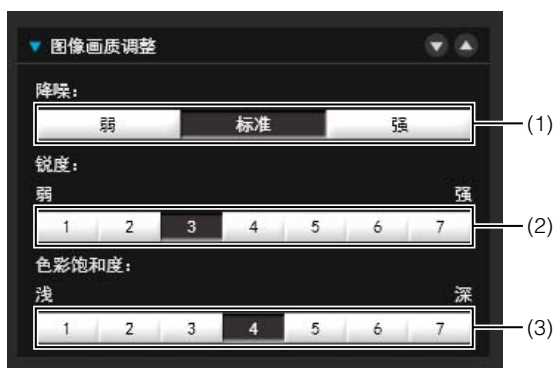 图像画质调整
降噪：
弱 标准 强 (1)
锐度：
弱 强
1 2 3 4 5 6 7 (2)
色彩饱和度：
浅 深
1 2 3 4 5 6 7 (3)